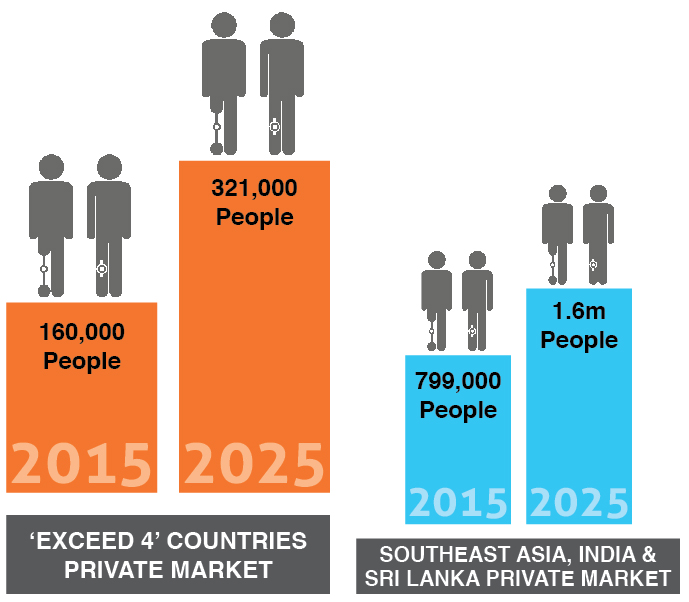 160,000
People
2015
321,000
People
2025
‘EXCEED 4’ COUNTRIES
PRIVATE MARKET
799,000
People
2015
1.6m
People
2025
SOUTHEAST ASIA, INDIA &
SRI LANKA PRIVATE MARKET